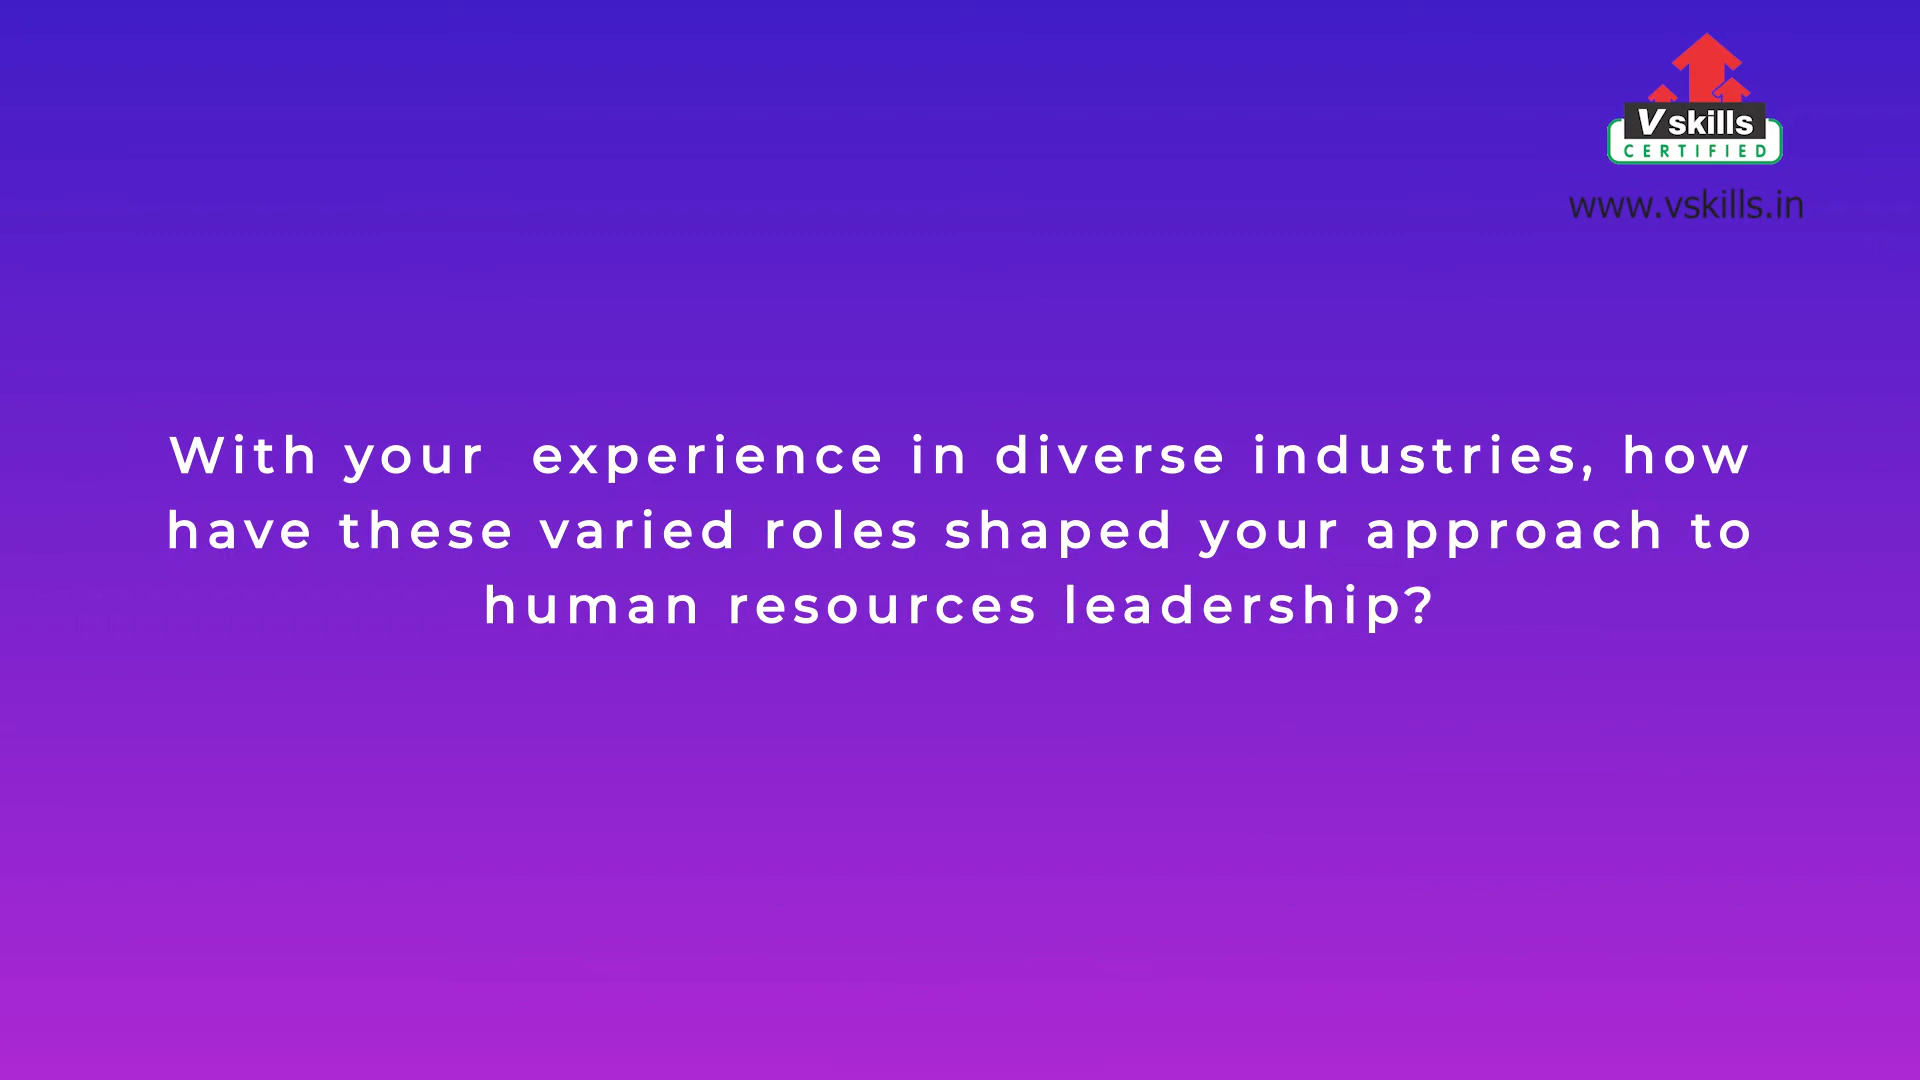 Vskills
CERTIFIED
www.vskills.in
With your experience in diverse industries, how
have these varied roles shaped your approach to
human resources leadership?